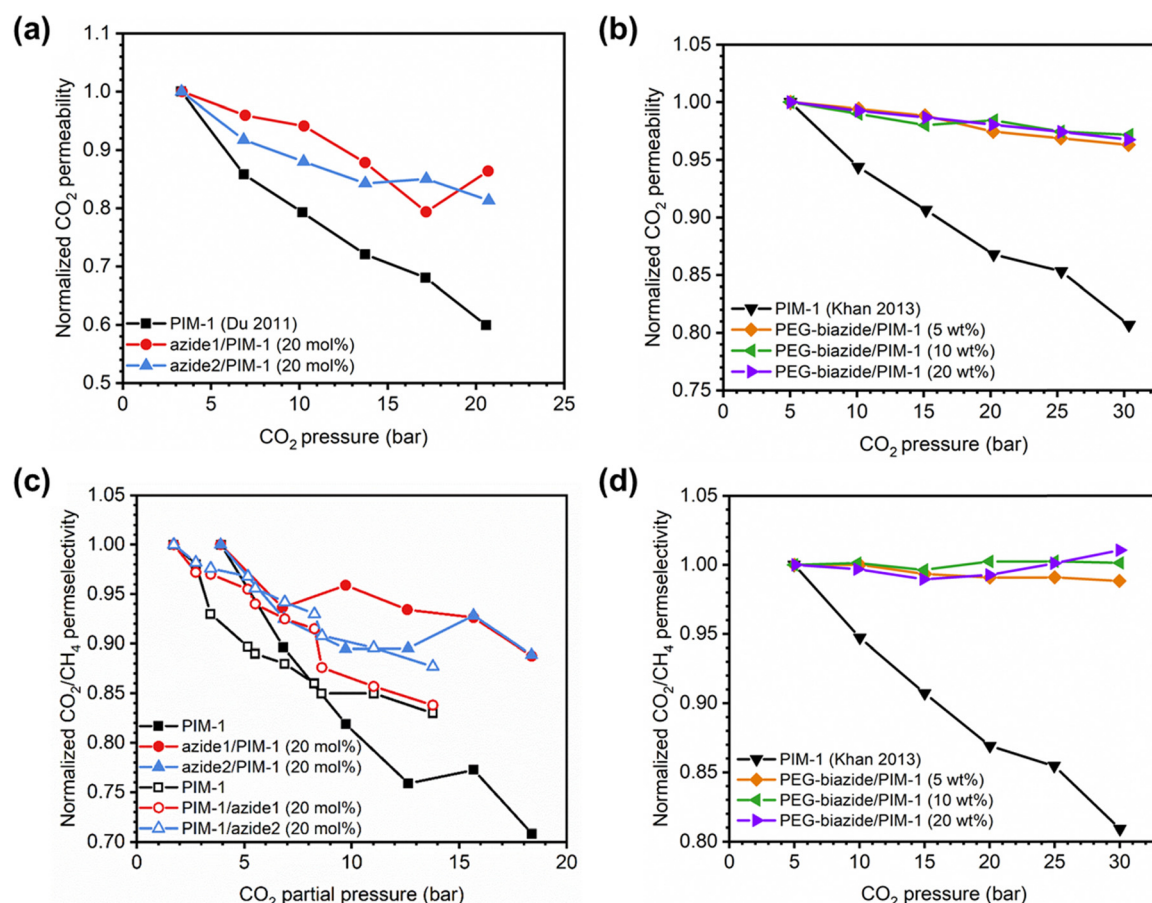 (a)
1.1
1.0
0.9
0.8
0.7
0.6
0.5
Normalized CO2 permeability
PIM-1 (Du 2011)
azide1/PIM-1 (20 mol%)
azide2/PIM-1 (20 mol%)
0 5 10 15 20 25
CO2 pressure (bar)
(b)
1.05
1.00
0.95
0.90
0.85
0.80
0.75
Normalized CO2 permeability
PIM-1 (Khan 2013)
PEG-biazide/PIM-1 (5 wt%)
PEG-biazide/PIM-1 (10 wt%)
PEG-biazide/PIM-1 (20 wt%)
0 5 10 15 20 25 30
CO2 pressure (bar)
(c)
1.05
1.00
0.95
0.90
0.85
0.80
0.75
0.70
Normalized CO2/CH4 permselectivity
PIM-1
azide1/PIM-1 (20 mol%)
azide2/PIM-1 (20 mol%)
PIM-1
PIM-1/azide1 (20 mol%)
PIM-1/azide2 (20 mol%)
0 5 10 15 20
CO2 partial pressure (bar)
(d)
1.05
1.00
0.95
0.90
0.85
0.80
Normalized CO2/CH4 permselectivity
PIM-1 (Khan 2013)
PEG-biazide/PIM-1 (5 wt%)
PEG-biazide/PIM-1 (10 wt%)
PEG-biazide/PIM-1 (20 wt%)
0 5 10 15 20 25 30
CO2 pressure (bar)